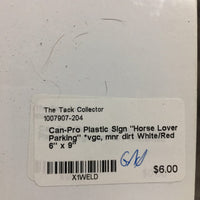 The Tack Collector
1007907-204
Can-Pro Plastic Sign "Horse Lover
Parking" *vgc, mnr dirt White/Red
6" x 9"
$6.00
X1WELD